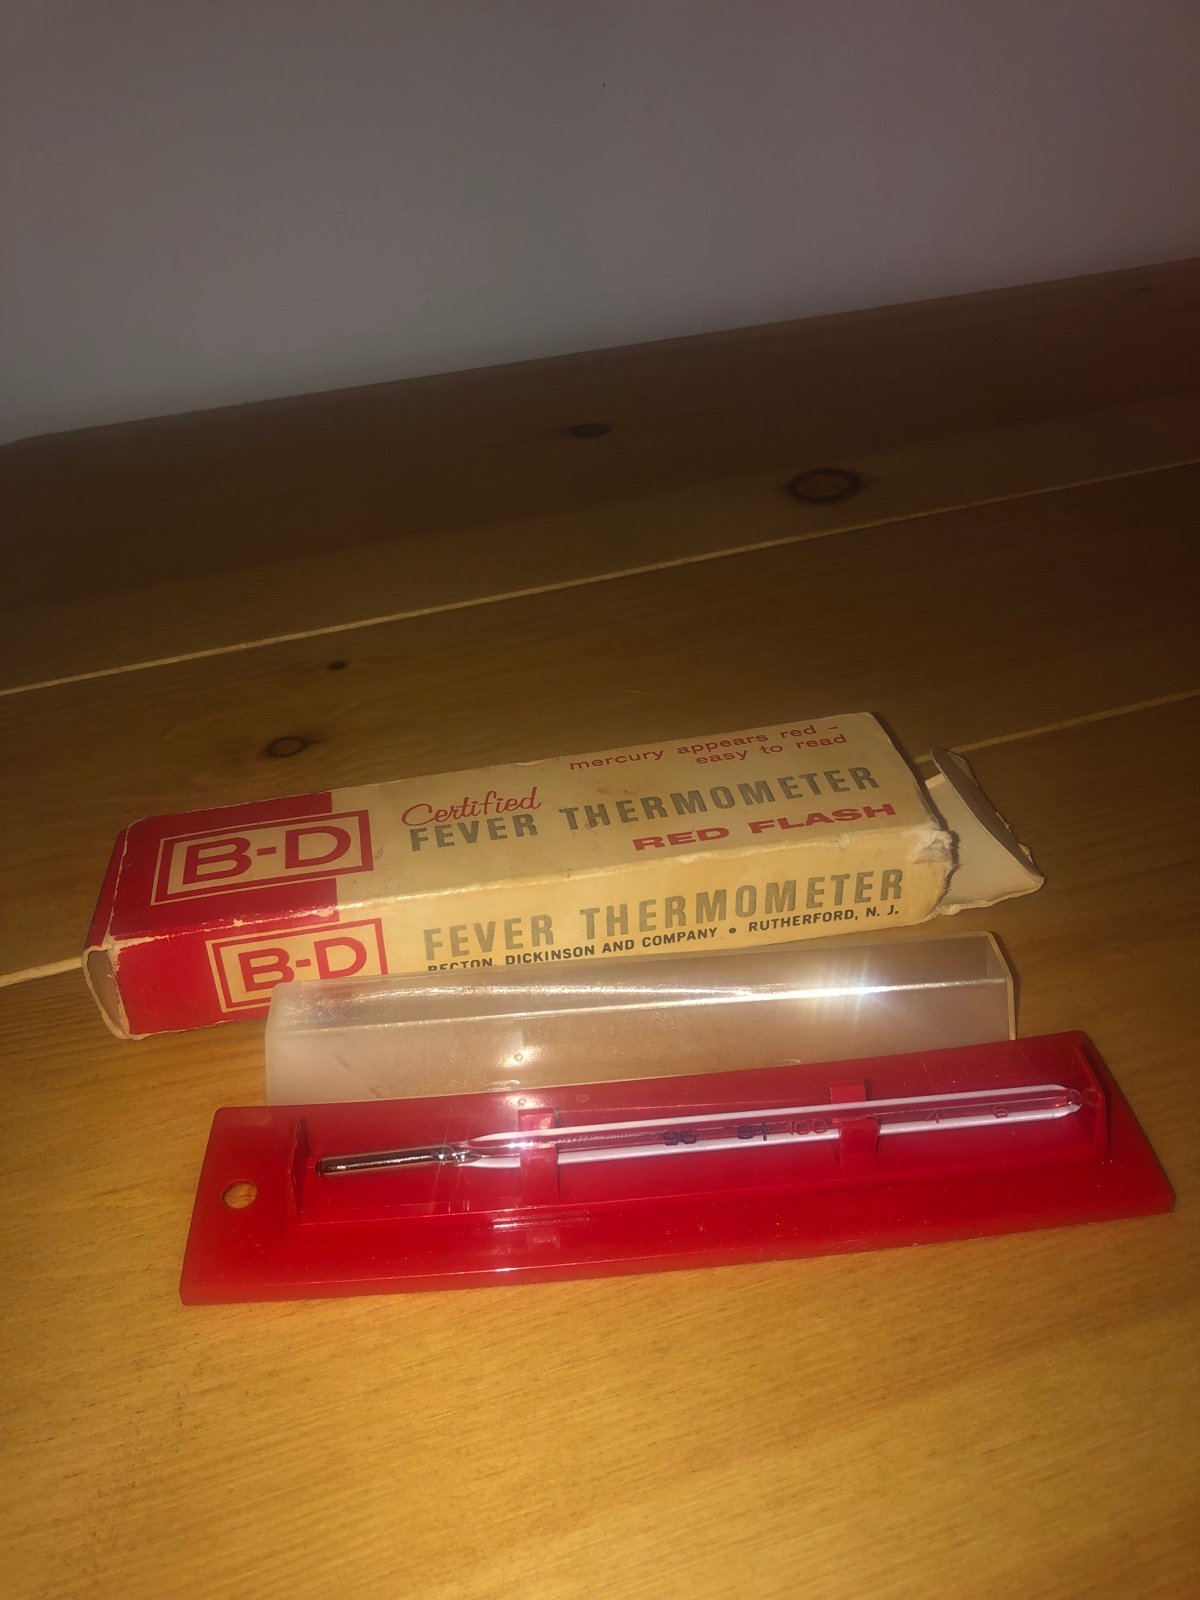 mercury appears red -
easy to read
B-D
Certified
FEVER THERMOMETER
RED FLASH
B-D
FEVER THERMOMETER
BECTON, DICKINSON AND COMPANY • RUTHERFORD, N. J.
96 100 4 6